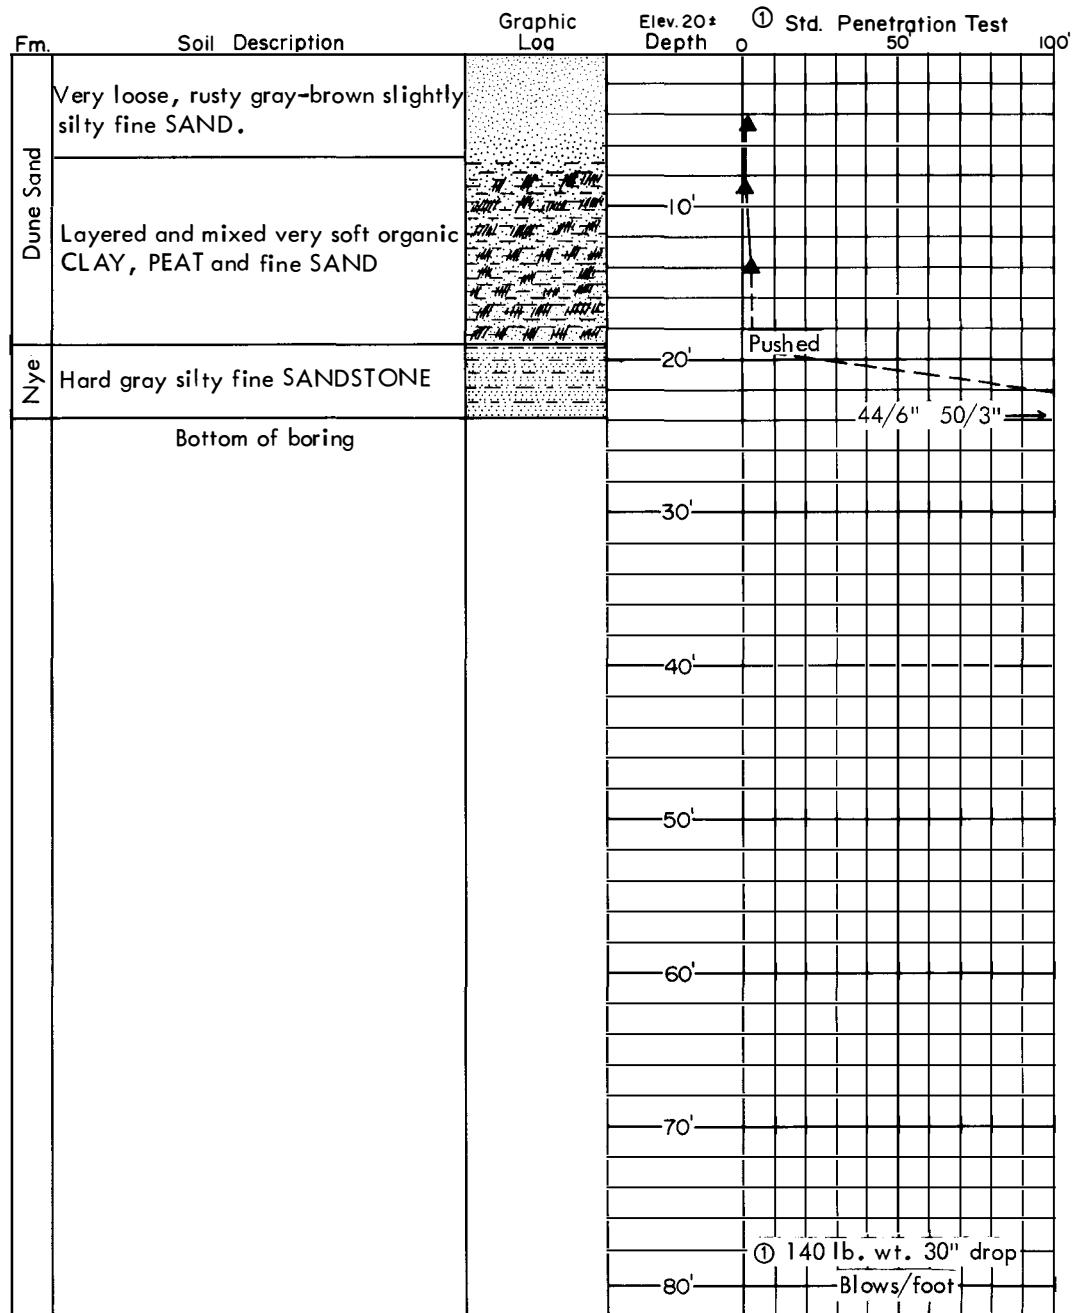 Fm.
Soil Description
Graphic
Log
Elev. 20±
Depth
① Std. Penetration Test
0 50' 100'
Dune Sand
Very loose, rusty gray-brown slightly
silty fine SAND.
Layered and mixed very soft organic
CLAY, PEAT and fine SAND
10'
Pushed
Nye
Hard gray silty fine SANDSTONE
20'
44/6" 50/3"
Bottom of boring
30'
40'
50'
60'
70'
① 140 lb. wt. 30" drop
Blows/foot
80'